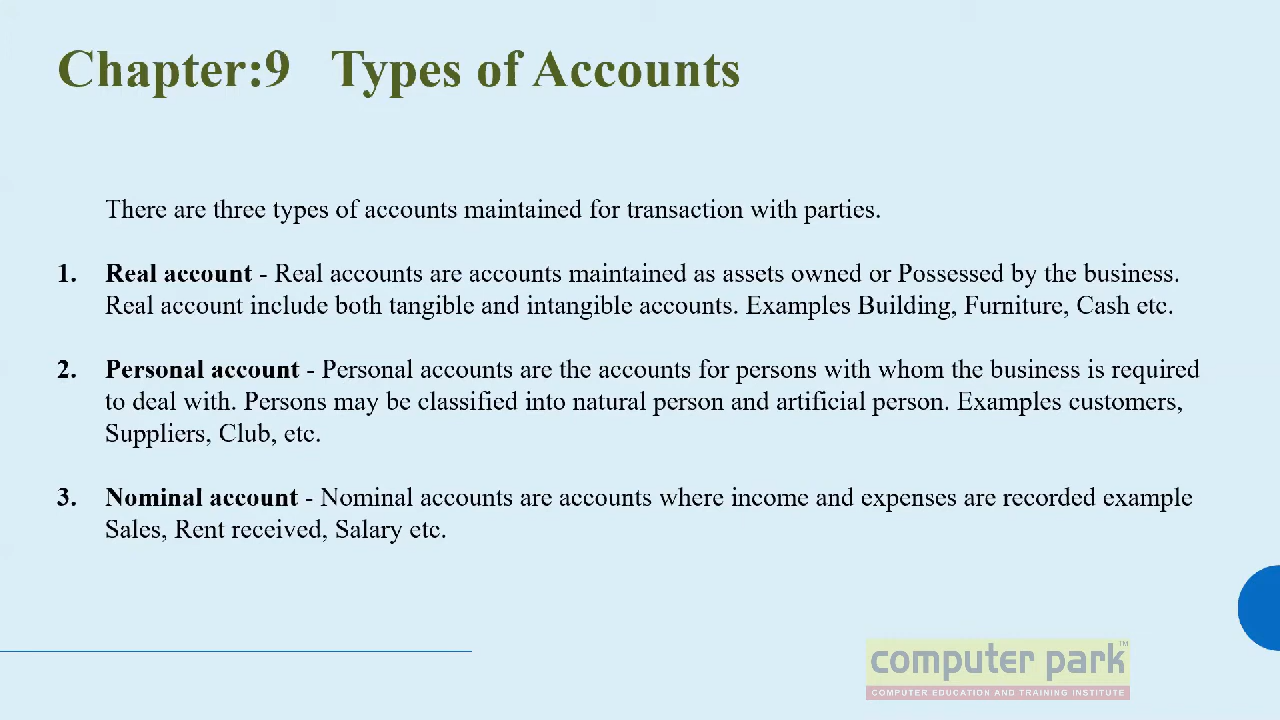 Chapter:9 Types of Accounts
There are three types of accounts maintained for transaction with parties.
1. Real account - Real accounts are accounts maintained as assets owned or Possessed by the business.
Real account include both tangible and intangible accounts. Examples Building, Furniture, Cash etc.
2. Personal account - Personal accounts are the accounts for persons with whom the business is required
to deal with. Persons may be classified into natural person and artificial person. Examples customers,
Suppliers, Club, etc.
3. Nominal account - Nominal accounts are accounts where income and expenses are recorded example
Sales, Rent received, Salary etc.
computer park™
COMPUTER EDUCATION AND TRAINING INSTITUTE